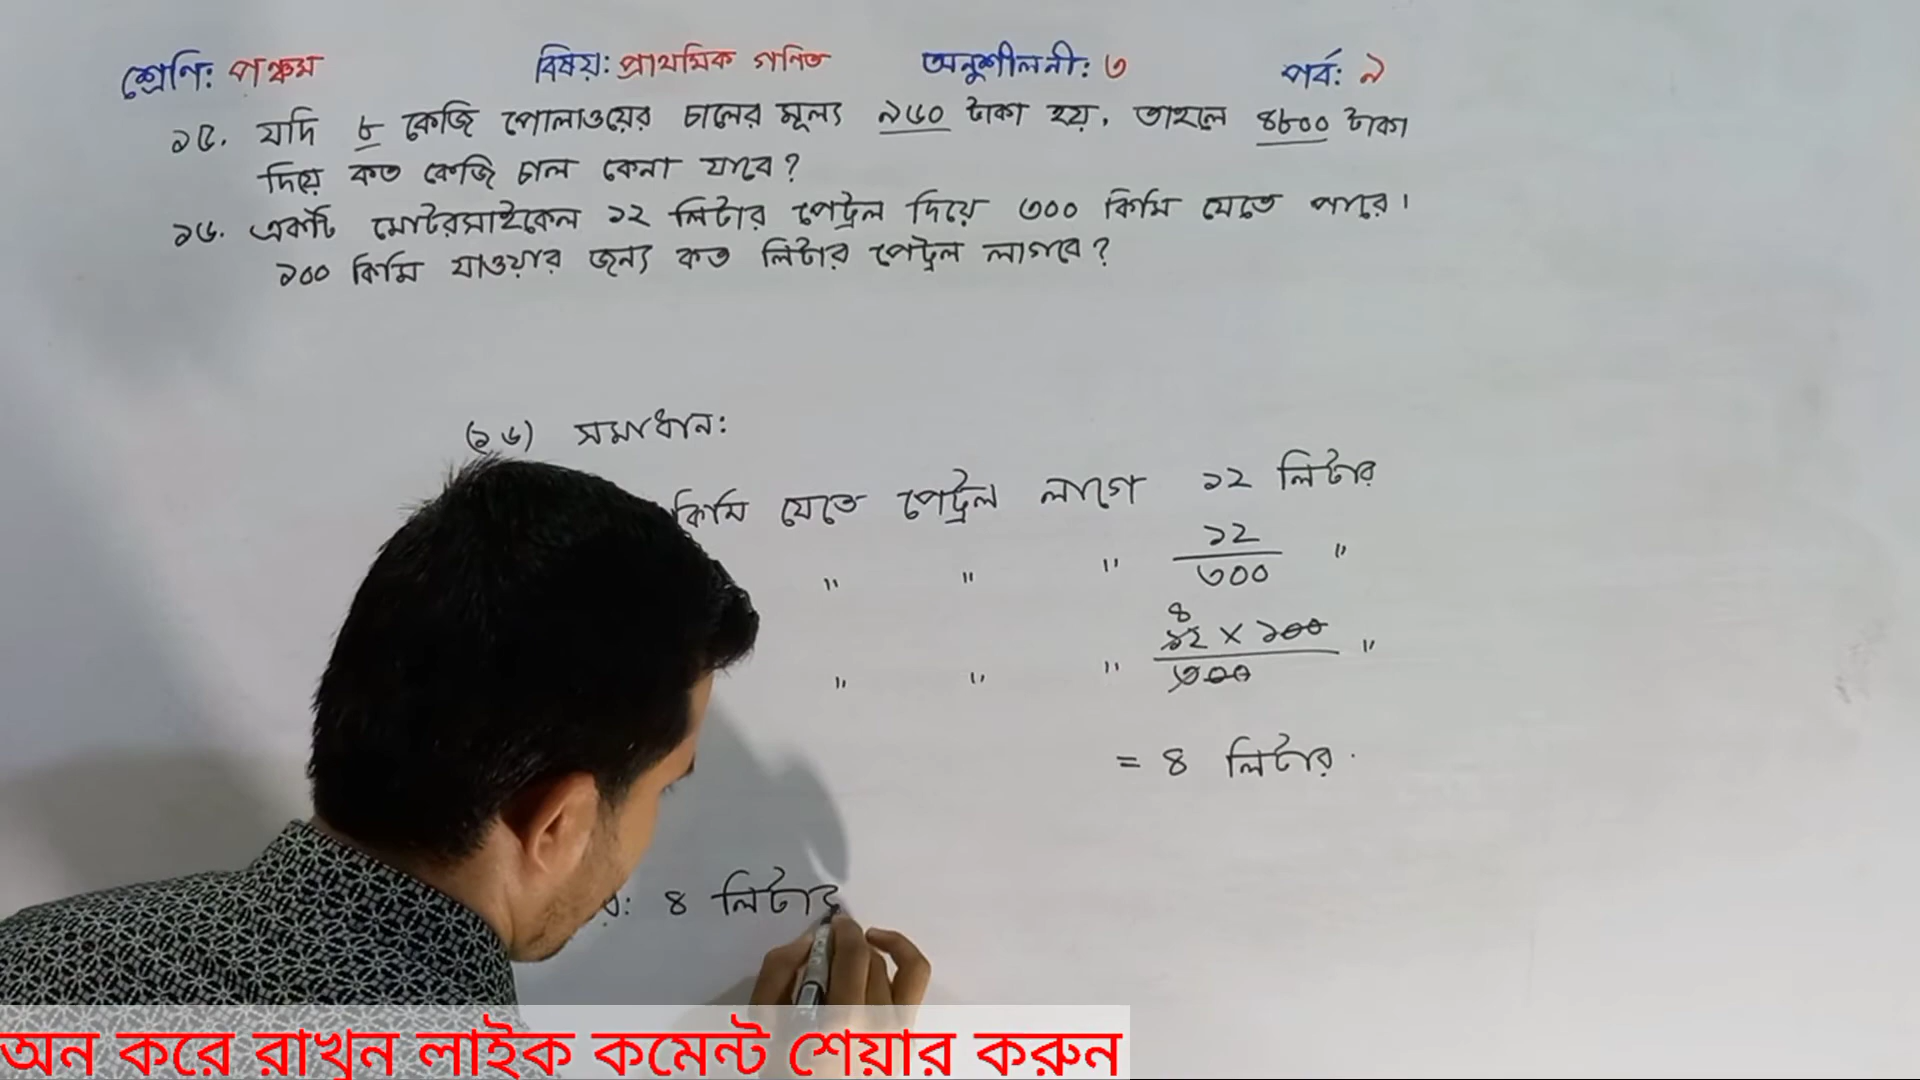 শ্রেণি: পঞ্চম বিষয়: প্রাথমিক গণিত অনুশীলনী: ৩ পর্ব: ৯
১৫. যদি ৮ কেজি পোলাওয়ের চালের মূল্য ৯৬০ টাকা হয়, তাহলে ৪৮০০ টাকা
দিয়ে কত কেজি চাল কেনা যাবে?
১৬. একটি মোটরসাইকেল ১২ লিটার পেট্রল দিয়ে ৩০০ কিমি যেতে পারে।
১০০ কিমি যাওয়ার জন্য কত লিটার পেট্রল লাগবে?
(১৬) সমাধান:
কিমি যেতে পেট্রল লাগে ১২ লিটার
১২
" " " ৩০০ "
৪
১২ × ১০০
" " " ৩০০ "
= ৪ লিটার.
: ৪ লিটার
অন করে রাখুন লাইক কমেন্ট শেয়ার করুন